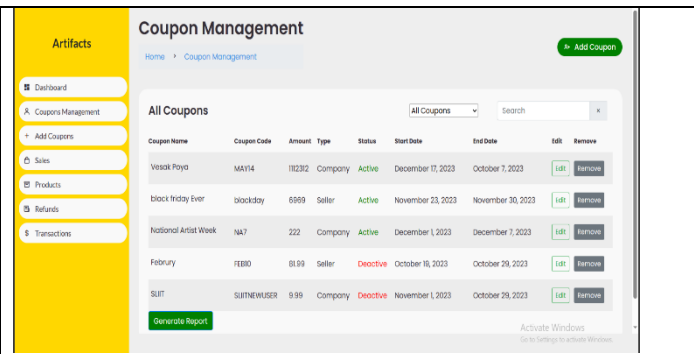 Artifacts
Dashboard
Coupons Management
Add Coupons
Sales
Products
Refunds
Transactions
Coupon Management
Home Coupon Management
Add Coupon
All Coupons
All Coupons Search
Coupon Name Coupon Code Amount Type Status Start Date End Date Edit Remove
Vesak Poya MAY14 1112312 Company Active December 17, 2023 October 7, 2023 Edit Remove
black friday Ever blackday 6969 Seller Active November 23, 2023 November 30, 2023 Edit Remove
National Artist Week NA7 222 Company Active December 1, 2023 December 7, 2023 Edit Remove
Februry FEB10 81.99 Seller Deactive October 19, 2023 October 29, 2023 Edit Remove
SLIIT SLIITNEWUSER 9.99 Company Deactive November 1, 2023 October 29, 2023 Edit Remove
Generate Report
Activate Windows
Go to Settings to activate Windows.